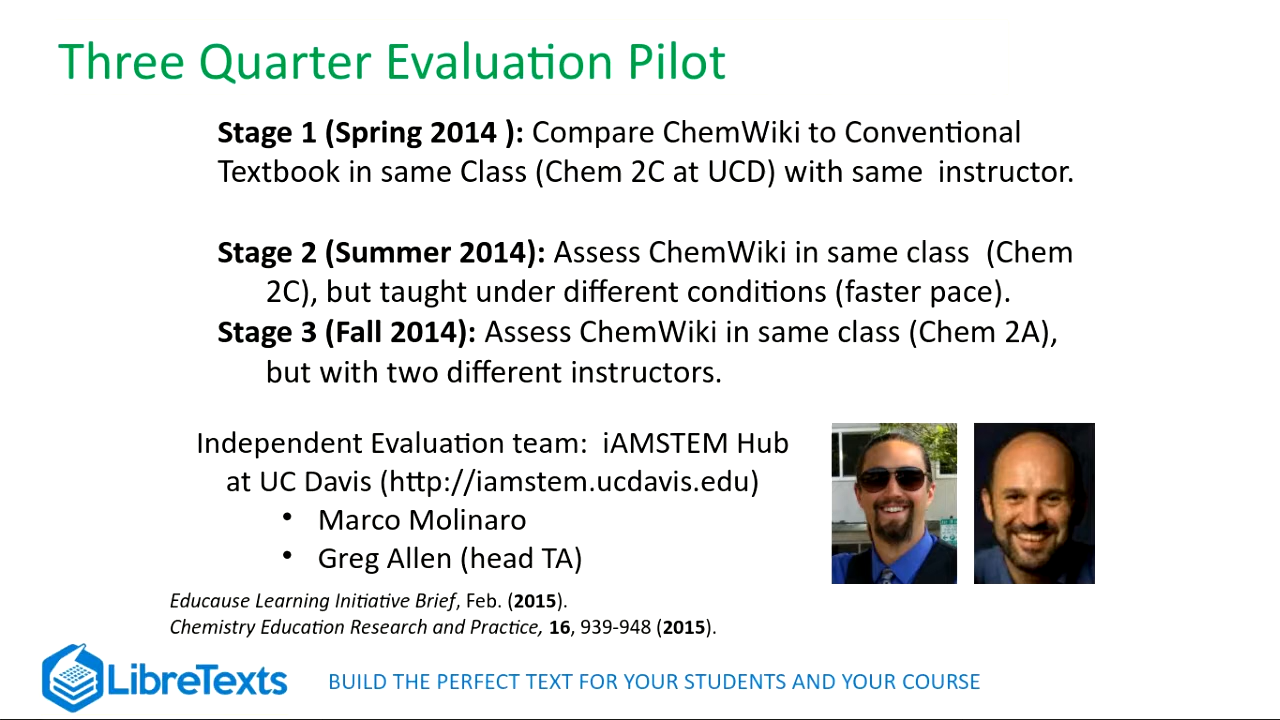 Three Quarter Evaluation Pilot
Stage 1 (Spring 2014 ): Compare ChemWiki to Conventional
Textbook in same Class (Chem 2C at UCD) with same  instructor.
Stage 2 (Summer 2014): Assess ChemWiki in same class  (Chem
2C), but taught under different conditions (faster pace).
Stage 3 (Fall 2014): Assess ChemWiki in same class (Chem 2A),
but with two different instructors.
Independent Evaluation team:  iAMSTEM Hub
at UC Davis (http://iamstem.ucdavis.edu)
• Marco Molinaro
• Greg Allen (head TA)
Educause Learning Initiative Brief, Feb. (2015).
Chemistry Education Research and Practice, 16, 939-948 (2015).
LibreTexts
BUILD THE PERFECT TEXT FOR YOUR STUDENTS AND YOUR COURSE